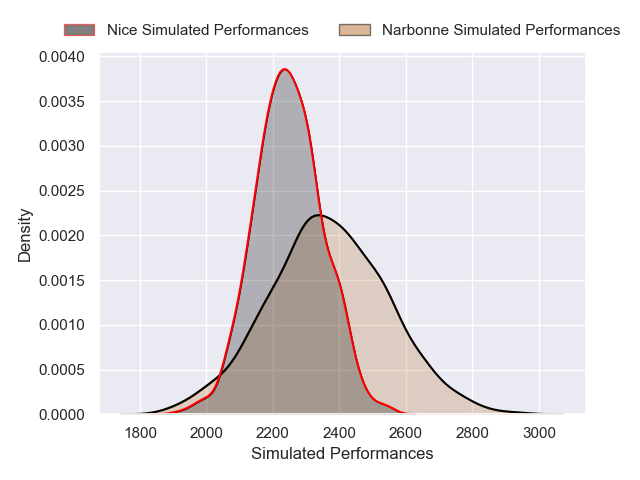 Nice Simulated Performances
Narbonne Simulated Performances
0.0040
0.0035
0.0030
0.0025
0.0020
0.0015
0.0010
0.0005
0.0000
Density
1800 2000 2200 2400 2600 2800 3000
Simulated Performances